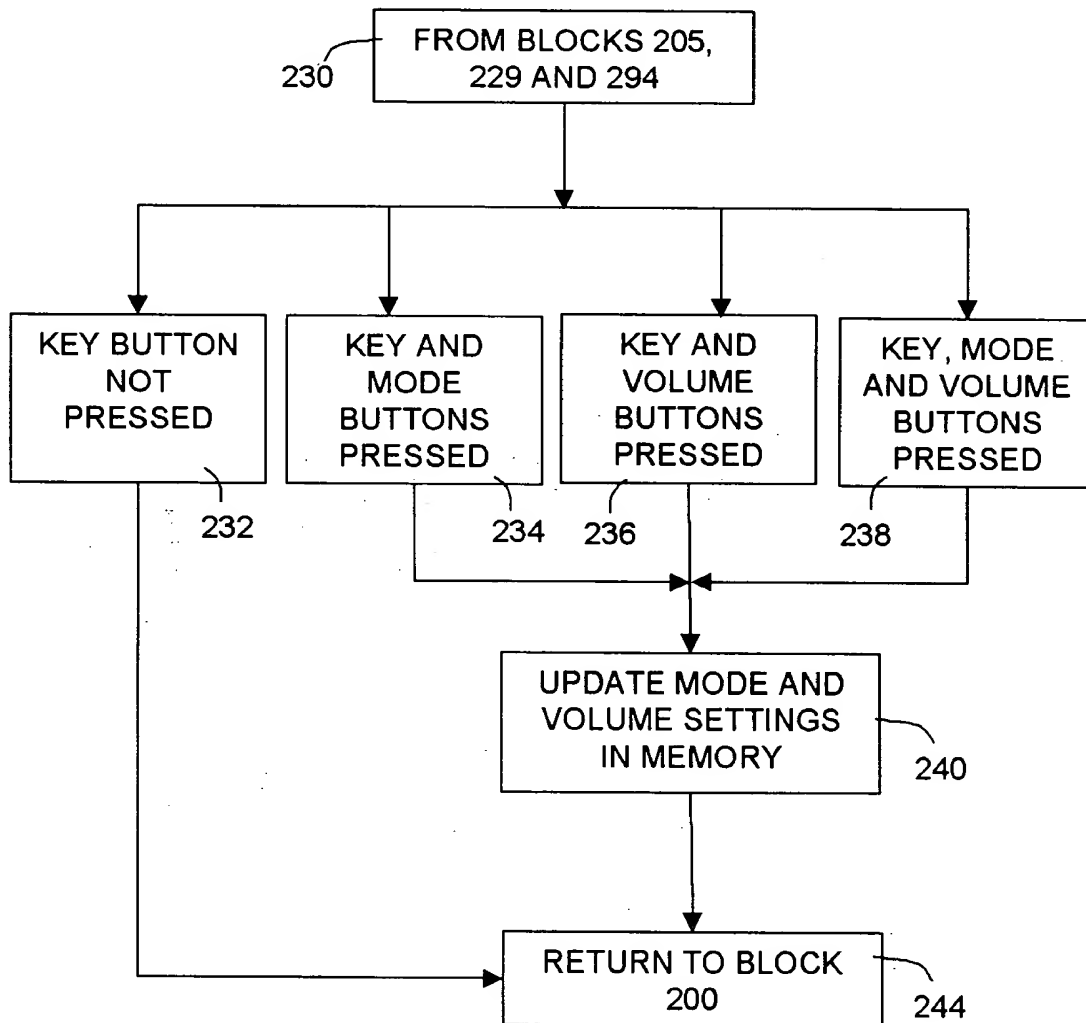 FROM BLOCKS 205,
229 AND 294
230
KEY BUTTON
NOT
PRESSED
232
KEY AND
MODE
BUTTONS
PRESSED
234
KEY AND
VOLUME
BUTTONS
PRESSED
236
KEY, MODE
AND VOLUME
BUTTONS
PRESSED
238
UPDATE MODE AND
VOLUME SETTINGS
IN MEMORY
240
RETURN TO BLOCK
200
244